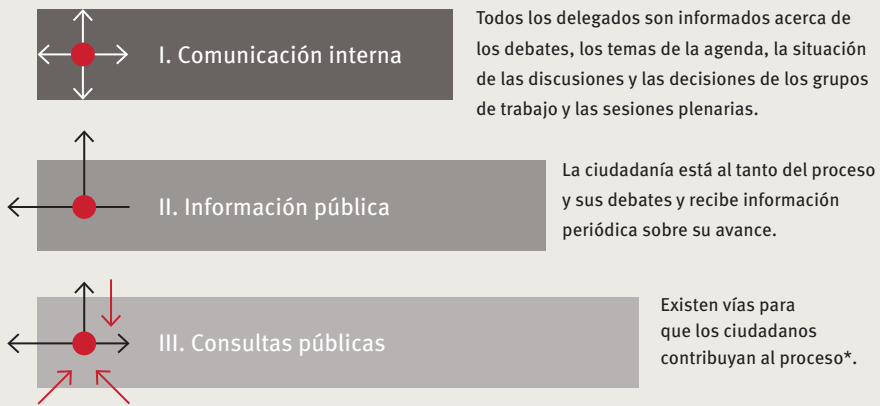 I. Comunicación interna
Todos los delegados son informados acerca de
los debates, los temas de la agenda, la situación
de las discusiones y las decisiones de los grupos
de trabajo y las sesiones plenarias.
II. Información pública
La ciudadanía está al tanto del proceso
y sus debates y recibe información
periódica sobre su avance.
III. Consultas públicas
Existen vías para
que los ciudadanos
contribuyan al proceso*.